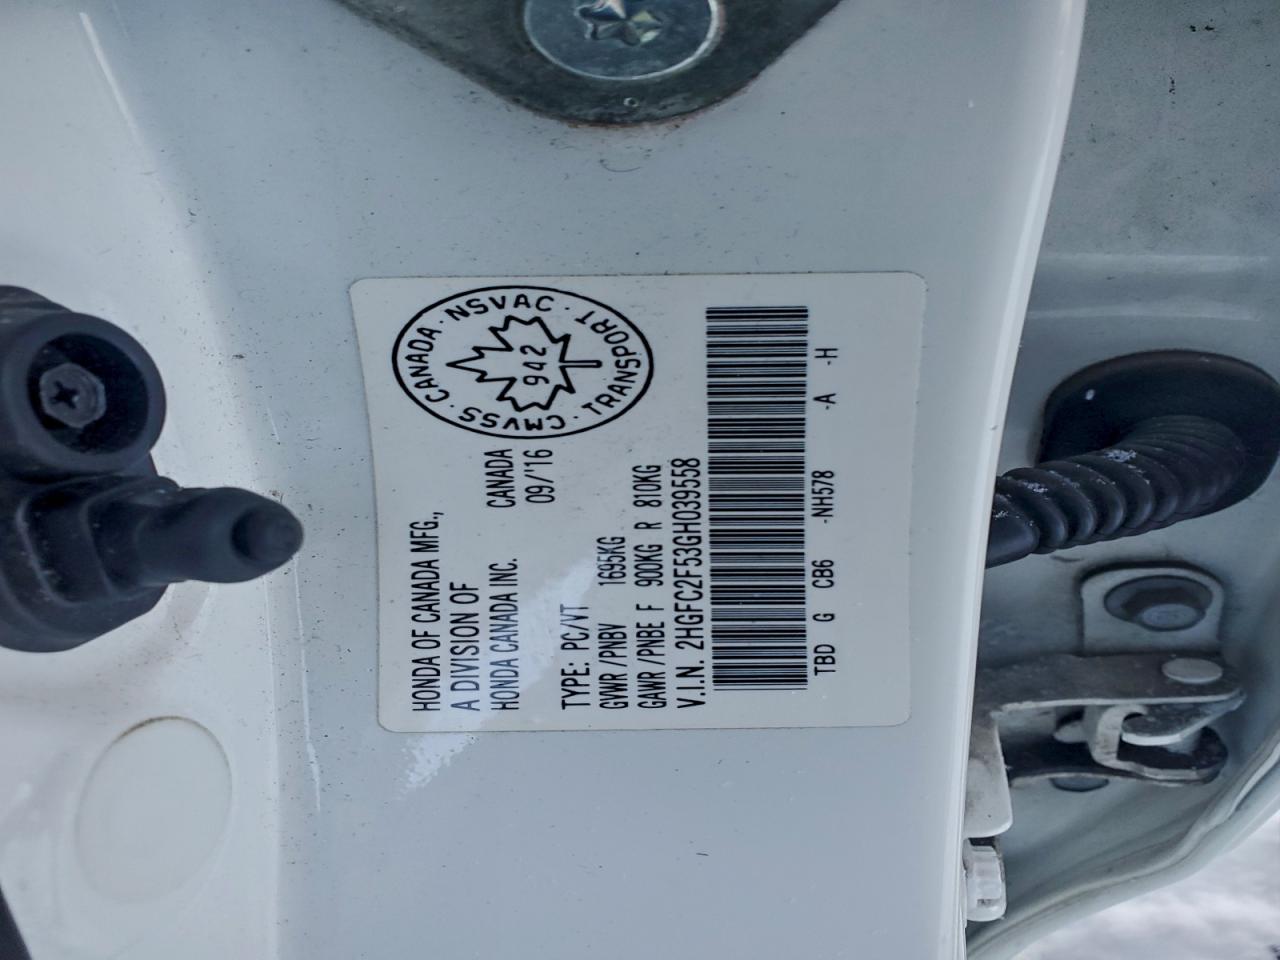 HONDA OF CANADA MFG.,
A DIVISION OF
HONDA CANADA INC.
CANADA
09/'16
CANADA · NSVAC · TRANSPORT · CMVSS ·
942
TYPE: PC/VT
GVWR /PNBV 1695KG
GAWR /PNBE F 900KG R 810KG
V.I.N. 2HGFC2F53GH039558
TBD G CB6 -NH578 -A -H